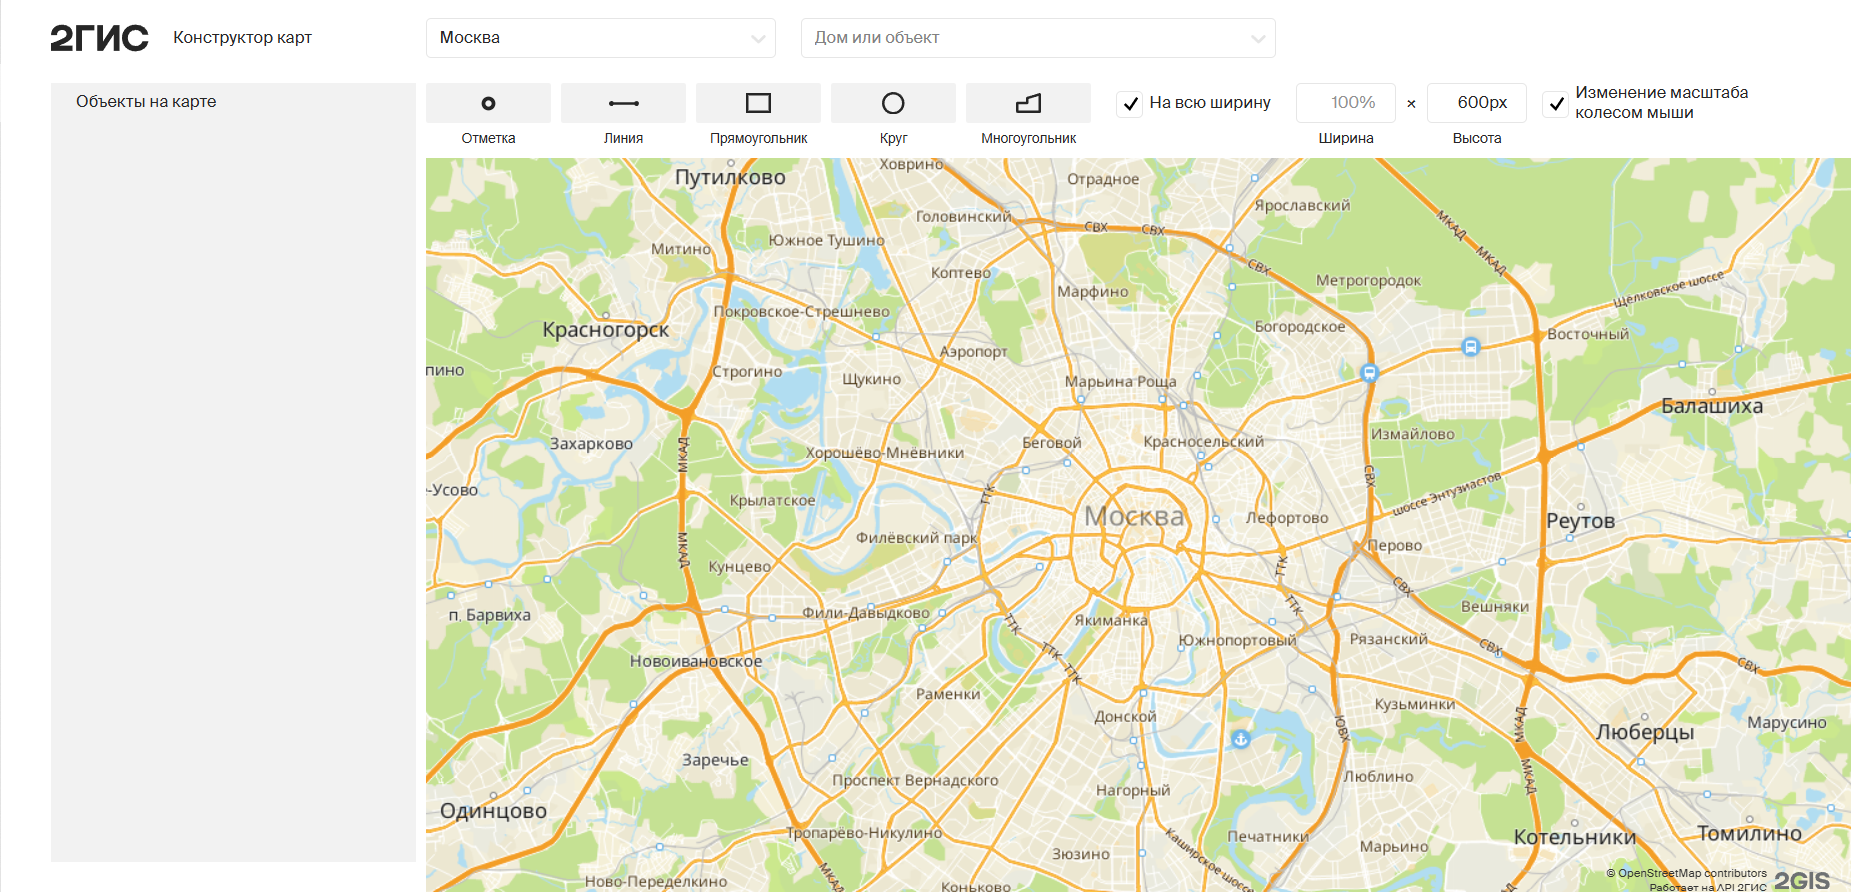 2ГИС
Конструктор карт
Москва
Дом или объект
Объекты на карте
Отметка
Линия
Прямоугольник
Круг
Многоугольник
На всю ширину
100%
×
600px
Ширина
Высота
Изменение масштаба
колесом мыши
Ховрино
Путилково
Отрадное
Ярославский
Головинский
СВХ
СВХ
МКАД
МКАД
Митино
Южное Тушино
СВХ
Коптево
Метрогородок
Марфино
Щёлковское шоссе
Покровское-Стрешнево
Красногорск
Богородское
Восточный
Аэропорт
пино
Строгино
Щукино
Марьина Роща
Балашиха
Захарково
МКАД
Беговой
Красносельский
Измайлово
Хорошёво-Мнёвники
СВХ
е-Усово
Крылатское
ТТК
шоссе Энтузиастов
Москва
Лефортово
Реутов
Филёвский парк
Перово
МКАД
Кунцево
ТТК
СВХ
п. Барвиха
Фили-Давыдково
ТТК
Якиманка
ТТК
Вешняки
Южнопортовый
Рязанский
СВХ
Новоивановское
ТТК
ТТК
СВХ
Раменки
Донской
Кузьминки
МКАД
ЮВХ
Марусино
Люберцы
Заречье
Проспект Вернадского
Люблино
МКАД
Нагорный
Одинцово
Тропарёво-Никулино
Каширское шоссе
Печатники
Котельники
Томилино
Зюзино
Марьино
МКАД
Ново-Переделкино
Коньково
© OpenStreetMap contributors
Работает на API 2ГИС
2GIS